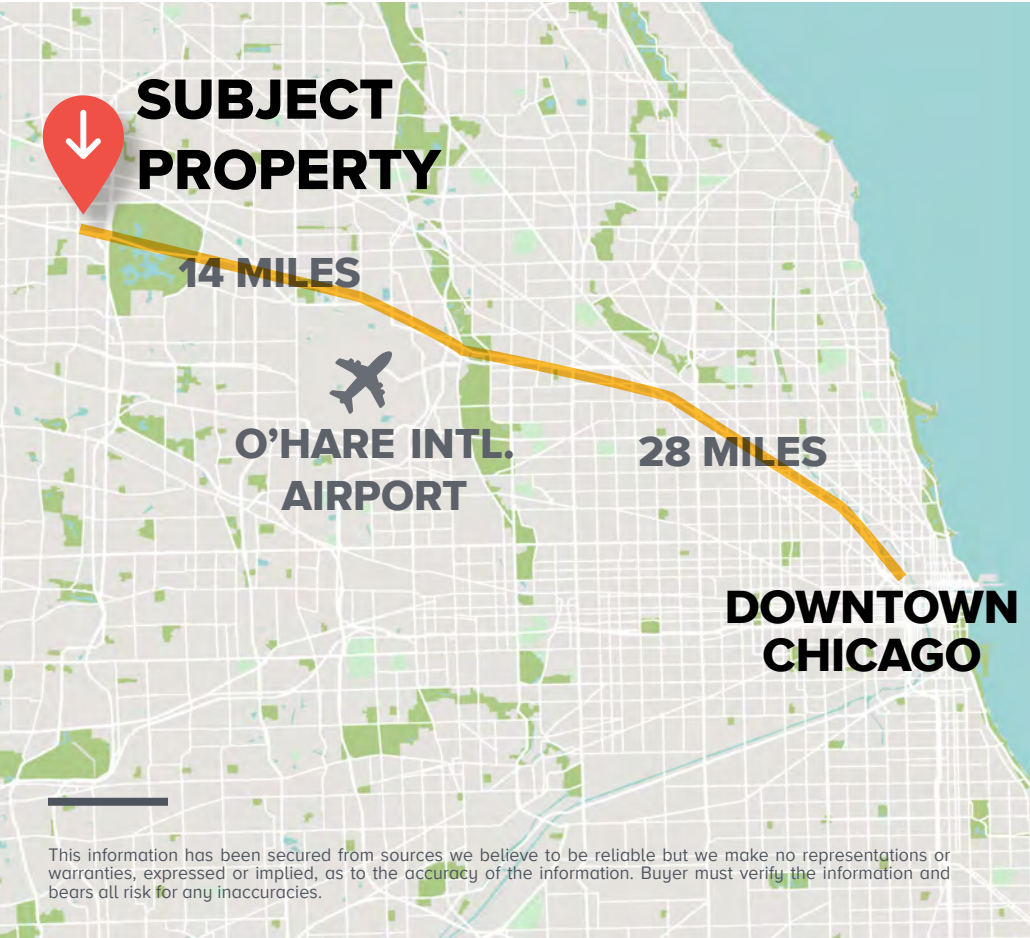 SUBJECT
PROPERTY
14 MILES
O’HARE INTL.
AIRPORT
28 MILES
DOWNTOWN
CHICAGO
This information has been secured from sources we believe to be reliable but we make no representations or
warranties, expressed or implied, as to the accuracy of the information. Buyer must verify the information and
bears all risk for any inaccuracies.